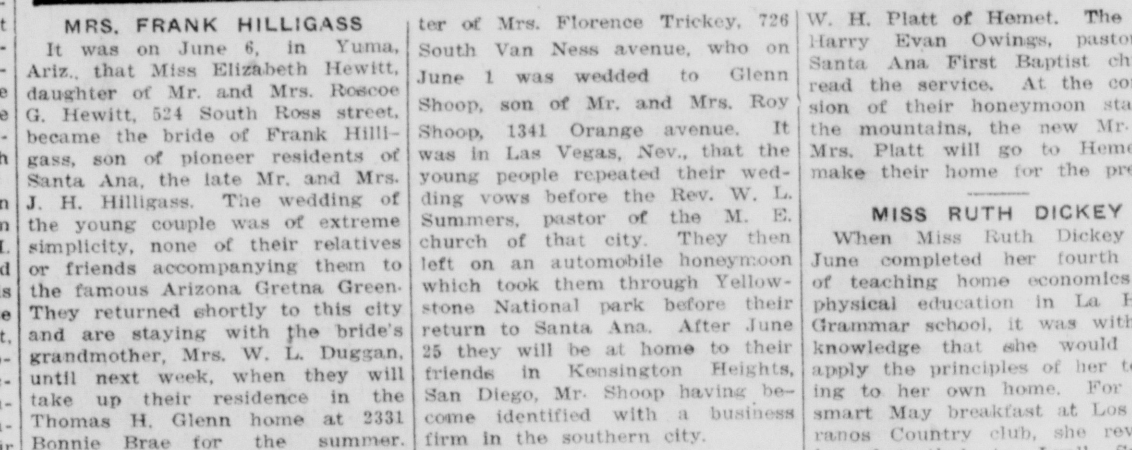 MRS. FRANK HILLIGASS
It was on June 6, in Yuma,
Ariz., that Miss Elizabeth Hewitt,
daughter of Mr. and Mrs. Roscoe
G. Hewitt, 524 South Ross street,
became the bride of Frank Hilli-
gass, son of pioneer residents of
Santa Ana, the late Mr. and Mrs.
J. H. Hilligass. The wedding of
the young couple was of extreme
simplicity, none of their relatives
or friends accompanying them to
the famous Arizona Gretna Green.
They returned shortly to this city
and are staying with the bride's
grandmother, Mrs. W. L. Duggan,
until next week, when they will
take up their residence in the
Thomas H. Glenn home at 2331
Bonnie Brae for the summer.
ter of Mrs. Florence Trickey, 726
South Van Ness avenue, who on
June 1 was wedded to Glenn
Shoop, son of Mr. and Mrs. Roy
Shoop, 1341 Orange avenue. It
was in Las Vegas, Nev., that the
young people repeated their wed-
ding vows before the Rev. W. L.
Summers, pastor of the M. E.
church of that city. They then
left on an automobile honeymoon
which took them through Yellow-
stone National park before their
return to Santa Ana. After June
25 they will be at home to their
friends in Kensington Heights,
San Diego, Mr. Shoop having be-
come identified with a business
firm in the southern city.
W. H. Platt of Hemet. The
Harry Evan Owings, pasto
Santa Ana First Baptist ch
read the service. At the co
sion of their honeymoon sta
the mountains, the new Mr.
Mrs. Platt will go to Heme
make their home for the pre
MISS RUTH DICKEY
When Miss Ruth Dickey
June completed her fourth
of teaching home economics
physical education in La H
Grammar school, it was with
knowledge that she would
apply the principles of her t
ing to her own home. For
smart May breakfast at Los
ranos Country club, she rev